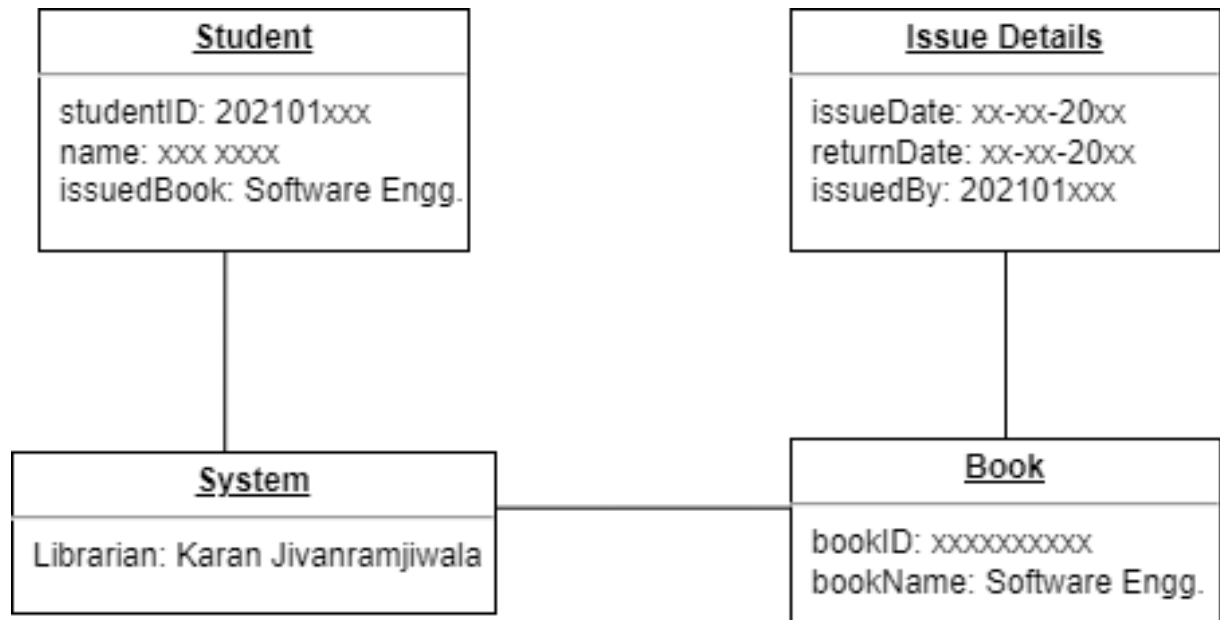 Student
studentID: 202101xxx
name: xxx xxxx
issuedBook: Software Engg.
Issue Details
issueDate: xx-xx-20xx
returnDate: xx-xx-20xx
issuedBy: 202101xxx
System
Librarian: Karan Jivanramjiwala
Book
bookID: xxxxxxxxxx
bookName: Software Engg.